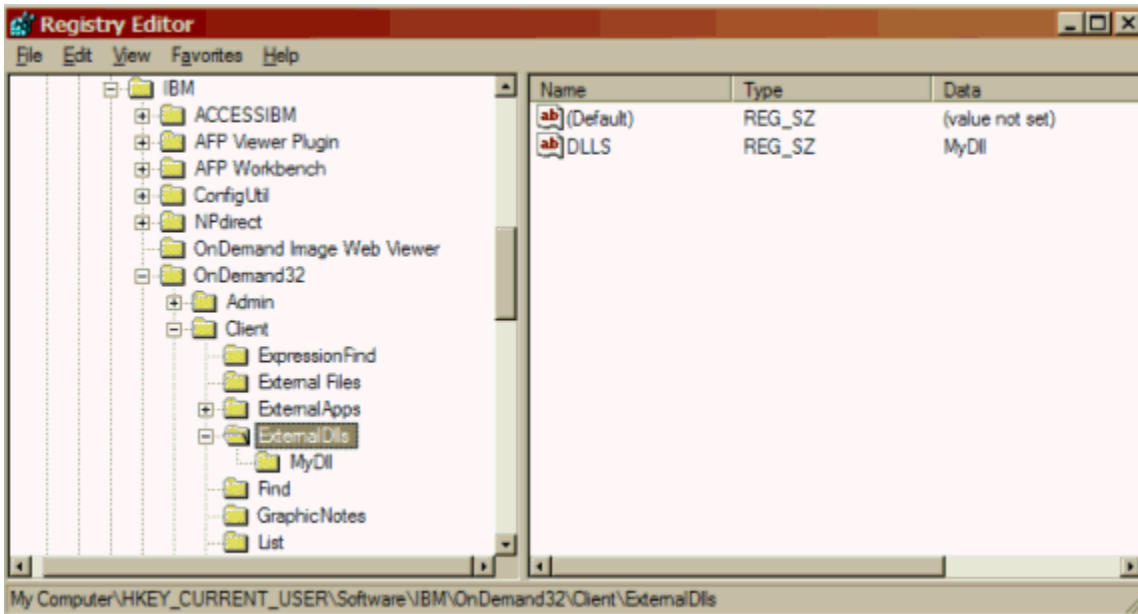 Registry Editor
File Edit View Favorites Help
IBM
ACCESSIBM
AFP Viewer Plugin
AFP Workbench
ConfigUtil
NPdirect
OnDemand Image Web Viewer
OnDemand32
Admin
Client
ExpressionFind
External Files
ExternalApps
ExternalDlls
MyDll
Find
GraphicNotes
List
Name Type Data
ab (Default) REG_SZ (value not set)
ab DLLS REG_SZ MyDll
My Computer\HKEY_CURRENT_USER\Software\IBM\OnDemand32\Client\ExternalDlls